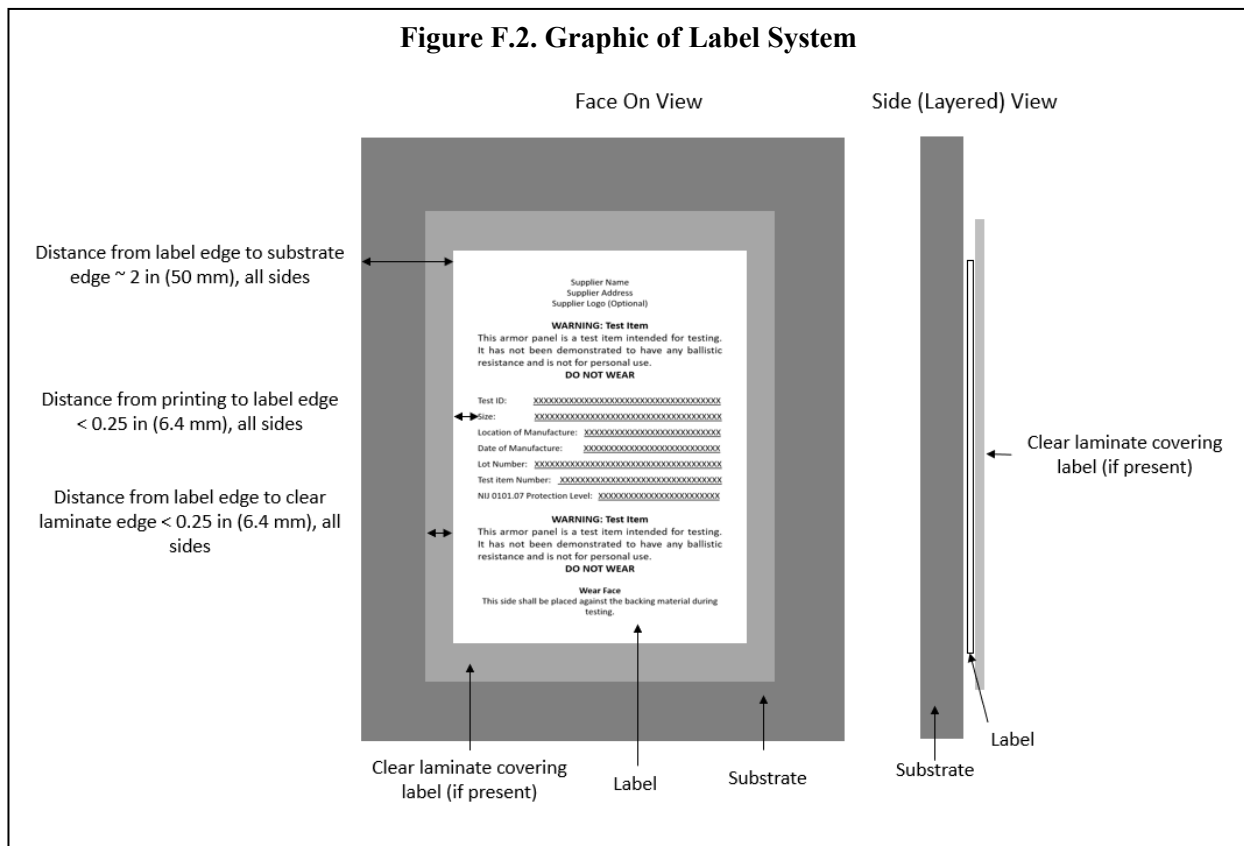 Figure F.2. Graphic of Label System
Face On View
Side (Layered) View
Distance from label edge to substrate
edge ~ 2 in (50 mm), all sides
Distance from printing to label edge
< 0.25 in (6.4 mm), all sides
Distance from label edge to clear
laminate edge < 0.25 in (6.4 mm), all
sides
Supplier Name
Supplier Address
Supplier Logo (Optional)
WARNING: Test Item
This armor panel is a test item intended for testing.
It has not been demonstrated to have any ballistic
resistance and is not for personal use.
DO NOT WEAR
Test ID: XXXXXXXXXXXXXXXXXXXXXXXXXXXXXXXXXXXX
Size: XXXXXXXXXXXXXXXXXXXXXXXXXXXXXXXXXXXX
Location of Manufacture: XXXXXXXXXXXXXXXXXXXXXXXXXX
Date of Manufacture: XXXXXXXXXXXXXXXXXXXXXXXXXX
Lot Number: XXXXXXXXXXXXXXXXXXXXXXXXXXXXXXXXXXXX
Test item Number: XXXXXXXXXXXXXXXXXXXXXXXXXXXXXXX
NIJ 0101.07 Protection Level: XXXXXXXXXXXXXXXXXXXXXXX
WARNING: Test Item
This armor panel is a test item intended for testing.
It has not been demonstrated to have any ballistic
resistance and is not for personal use.
DO NOT WEAR
Wear Face
This side shall be placed against the backing material during
testing.
Clear laminate covering
label (if present)
Label
Substrate
Clear laminate covering
label (if present)
Label
Substrate